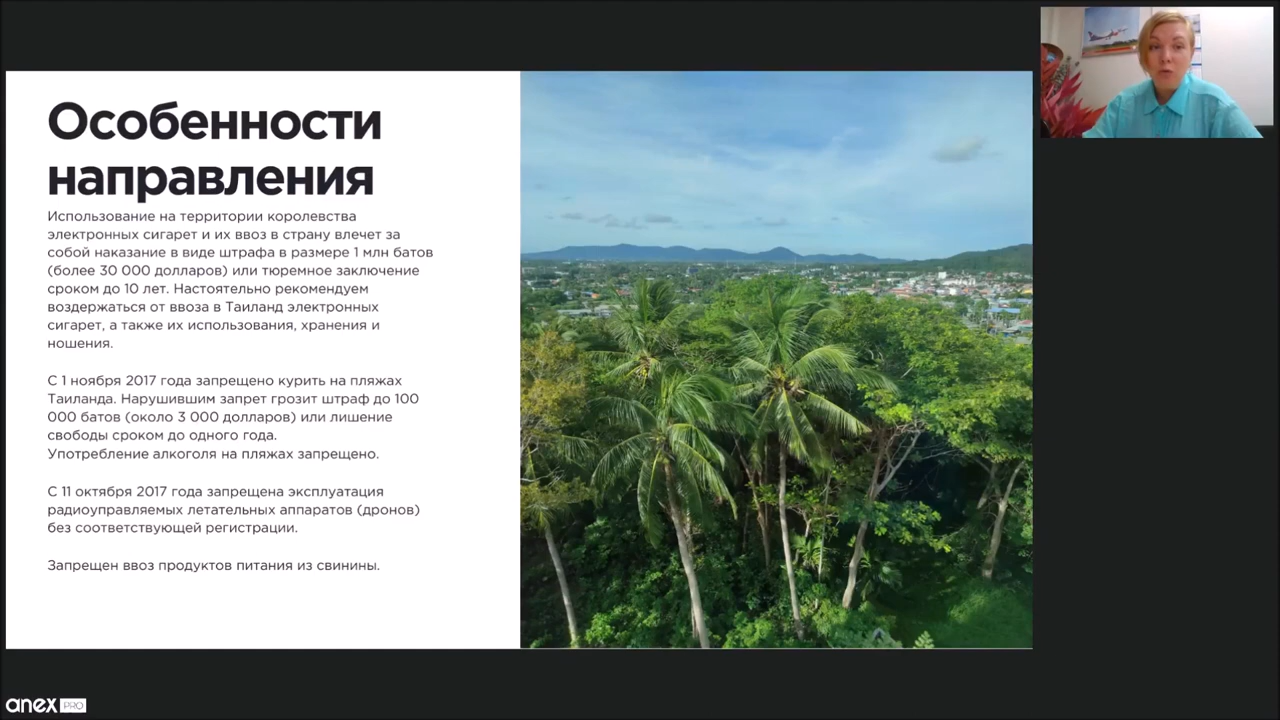 Особенности
направления
Использование на территории королевства
электронных сигарет и их ввоз в страну влечет за
собой наказание в виде штрафа в размере 1 млн батов
(более 30 000 долларов) или тюремное заключение
сроком до 10 лет. Настоятельно рекомендуем
воздержаться от ввоза в Таиланд электронных
сигарет, а также их использования, хранения и
ношения.
С 1 ноября 2017 года запрещено курить на пляжах
Таиланда. Нарушившим запрет грозит штраф до 100
000 батов (около 3 000 долларов) или лишение
свободы сроком до одного года.
Употребление алкоголя на пляжах запрещено.
С 11 октября 2017 года запрещена эксплуатация
радиоуправляемых летательных аппаратов (дронов)
без соответствующей регистрации.
Запрещен ввоз продуктов питания из свинины.
anex PRO